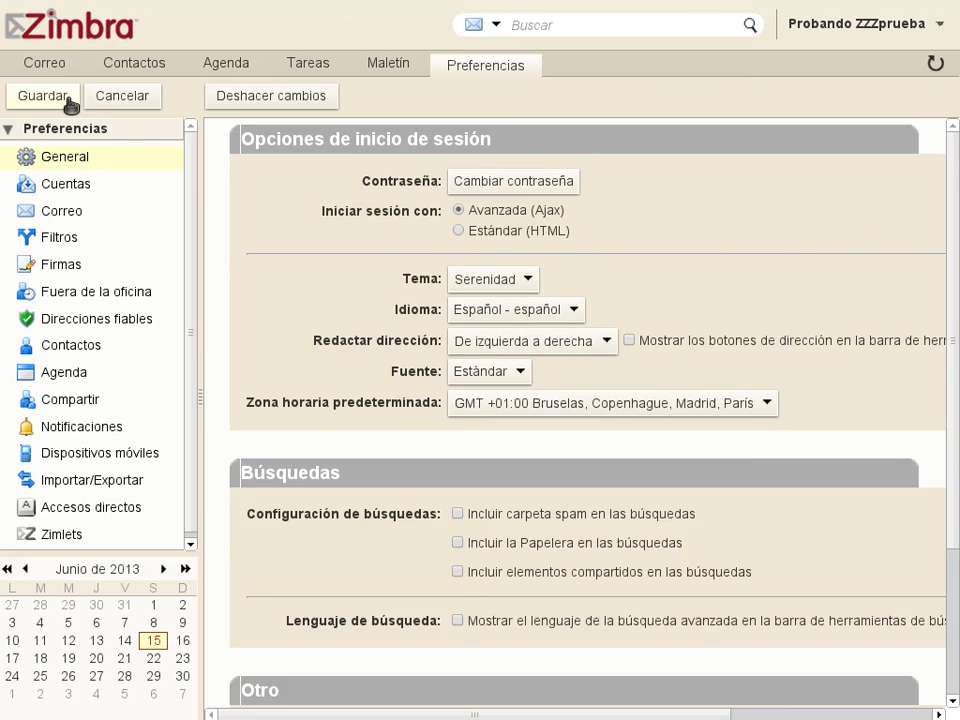 Zimbra
Buscar
Probando ZZZprueba
Correo Contactos Agenda Tareas Maletín Preferencias
Guardar Cancelar Deshacer cambios
Preferencias
General
Cuentas
Correo
Filtros
Firmas
Fuera de la oficina
Direcciones fiables
Contactos
Agenda
Compartir
Notificaciones
Dispositivos móviles
Importar/Exportar
A Accesos directos
Zimlets
Junio de 2013
L M M J V S D
27 28 29 30 31 1 2
3 4 5 6 7 8 9
10 11 12 13 14 15 16
17 18 19 20 21 22 23
24 25 26 27 28 29 30
1 2 3 4 5 6 7
Opciones de inicio de sesión
Contraseña: Cambiar contraseña
Iniciar sesión con: Avanzada (Ajax)
Estándar (HTML)
Tema: Serenidad
Idioma: Español - español
Redactar dirección: De izquierda a derecha Mostrar los botones de dirección en la barra de her
Fuente: Estándar
Zona horaria predeterminada: GMT +01:00 Bruselas, Copenhague, Madrid, París
Búsquedas
Configuración de búsquedas: Incluir carpeta spam en las búsquedas
Incluir la Papelera en las búsquedas
Incluir elementos compartidos en las búsquedas
Lenguaje de búsqueda: Mostrar el lenguaje de la búsqueda avanzada en la barra de herramientas de bús
Otro